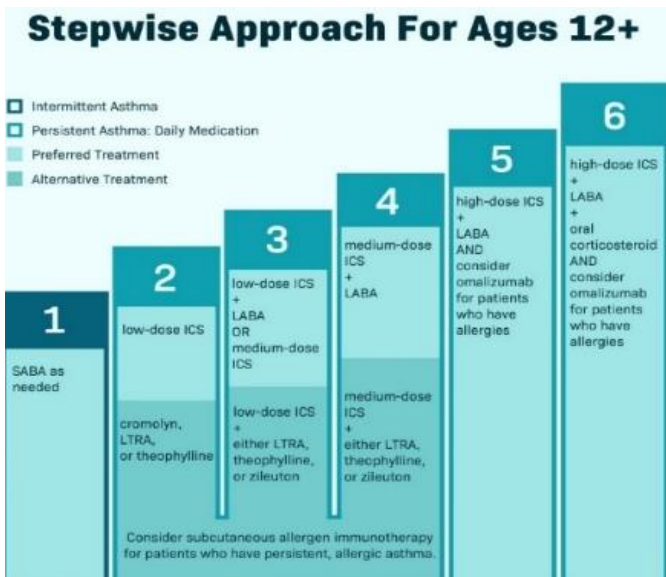 Stepwise Approach For Ages 12+
Intermittent Asthma
Persistent Asthma: Daily Medication
Preferred Treatment
Alternative Treatment
1
SABA as
needed
2
low-dose ICS
cromolyn,
LTRA,
or theophylline
3
low-dose ICS
+
LABA
OR
medium-dose
ICS
low-dose ICS
+
either LTRA,
theophylline,
or zileuton
4
medium-dose
ICS
+
LABA
medium-dose
ICS
+
either LTRA,
theophylline,
or zileuton
Consider subcutaneous allergen immunotherapy
for patients who have persistent, allergic asthma.
5
high-dose ICS
+
LABA
AND
consider
omalizumab
for patients
who have
allergies
6
high-dose ICS
+
LABA
+
oral
corticosteroid
AND
consider
omalizumab
for patients
who have
allergies